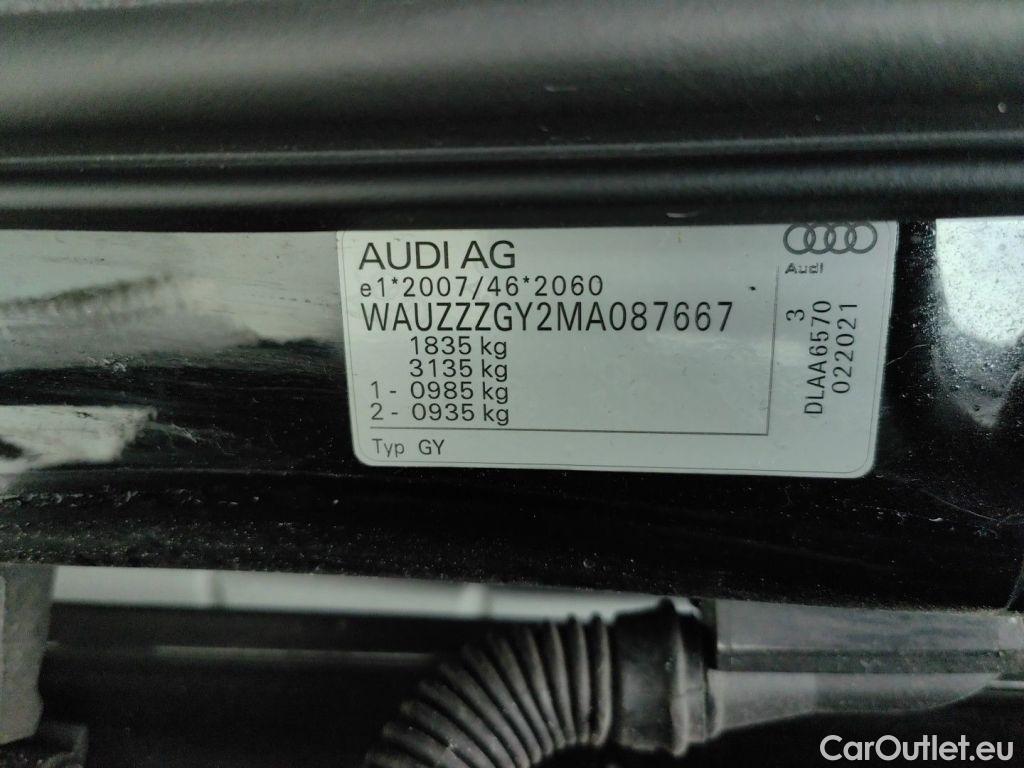 AUDI AG
e1*2007/46*2060
WAUZZZGY2MA087667
1835 kg
3135 kg
1 - 0985 kg
2 - 0935 kg
Typ GY
Audi
3
DLAA6570
022021
CarOutlet.eu